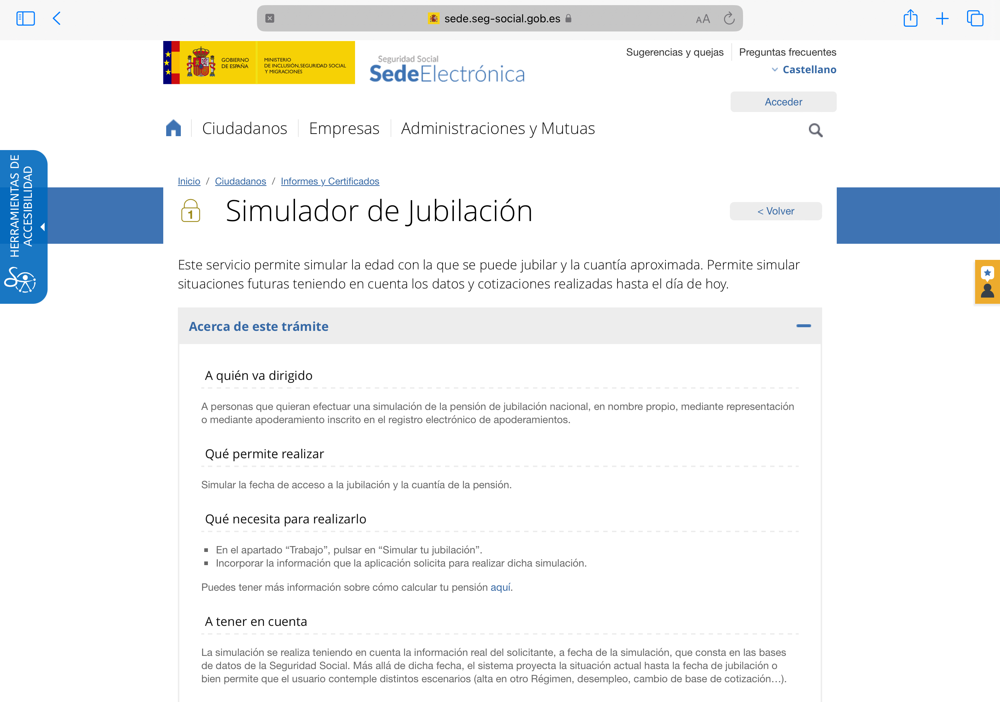 sede.seg-social.gob.es
AA
GOBIERNO
DE ESPAÑA
MINISTERIO
DE INCLUSIÓN, SEGURIDAD SOCIAL
Y MIGRACIONES
Seguridad Social
SedeElectrónica
Sugerencias y quejas
Preguntas frecuentes
Castellano
Acceder
Ciudadanos
Empresas
Administraciones y Mutuas
HERRAMIENTAS DE
ACCESIBILIDAD
Inicio / Ciudadanos / Informes y Certificados
1
Simulador de Jubilación
< Volver
Este servicio permite simular la edad con la que se puede jubilar y la cuantía aproximada. Permite simular
situaciones futuras teniendo en cuenta los datos y cotizaciones realizadas hasta el día de hoy.
Acerca de este trámite
A quién va dirigido
A personas que quieran efectuar una simulación de la pensión de jubilación nacional, en nombre propio, mediante representación
o mediante apoderamiento inscrito en el registro electrónico de apoderamientos.
Qué permite realizar
Simular la fecha de acceso a la jubilación y la cuantía de la pensión.
Qué necesita para realizarlo
En el apartado “Trabajo”, pulsar en “Simular tu jubilación”.
Incorporar la información que la aplicación solicita para realizar dicha simulación.
Puedes tener más información sobre cómo calcular tu pensión aquí.
A tener en cuenta
La simulación se realiza teniendo en cuenta la información real del solicitante, a fecha de la simulación, que consta en las bases
de datos de la Seguridad Social. Más allá de dicha fecha, el sistema proyecta la situación actual hasta la fecha de jubilación o
bien permite que el usuario contemple distintos escenarios (alta en otro Régimen, desempleo, cambio de base de cotización…).